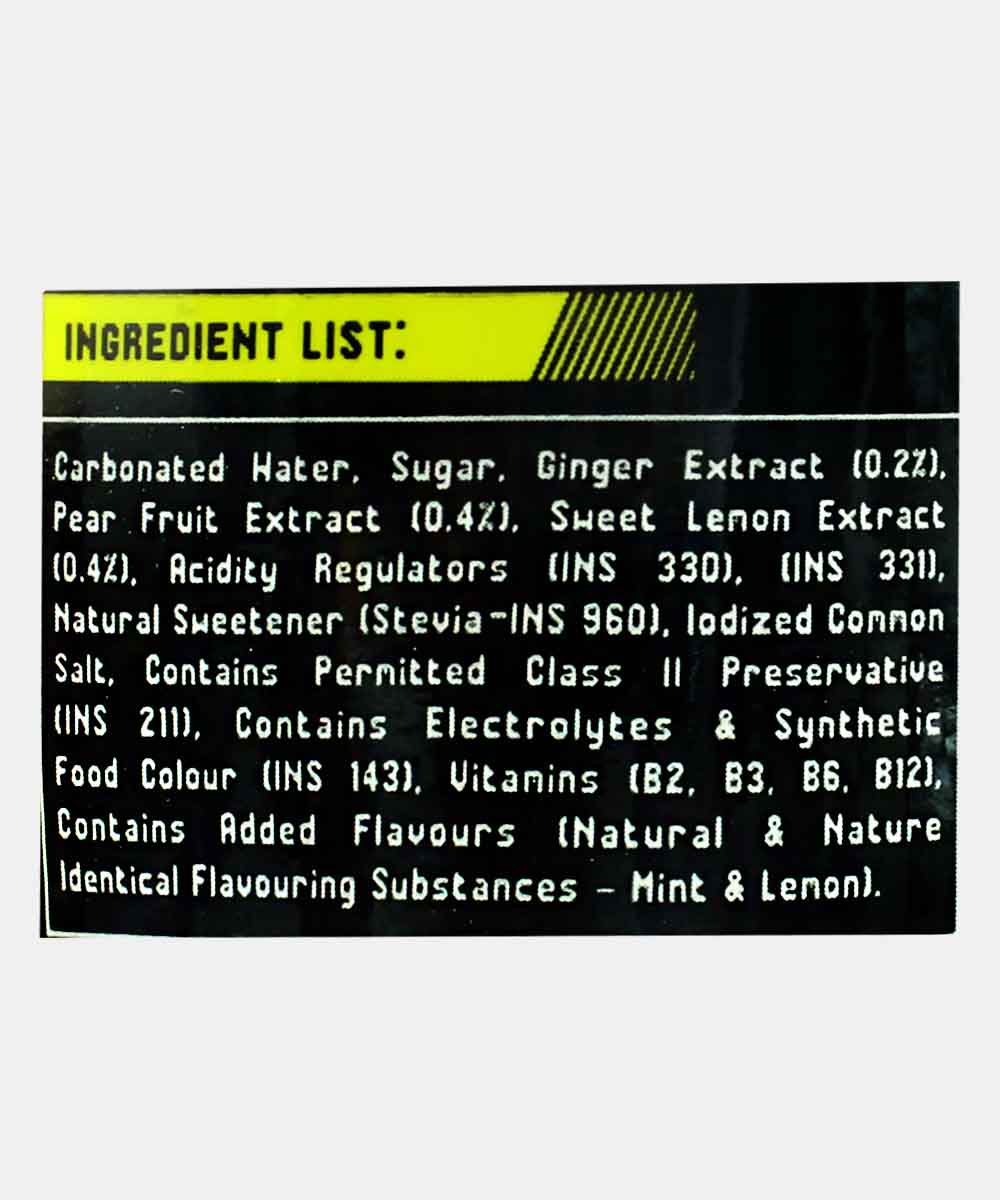 INGREDIENT LIST:
Carbonated Water, Sugar, Ginger Extract (0.2%),
Pear Fruit Extract (0.4%), Sweet Lemon Extract
(0.4%), Acidity Regulators (INS 330), (INS 331),
Natural Sweetener (Stevia-INS 960), Iodized Common
Salt, Contains Permitted Class II Preservative
(INS 211), Contains Electrolytes & Synthetic
Food Colour (INS 143), Vitamins (B2, B3, B6, B12),
Contains Added Flavours (Natural & Nature
Identical Flavouring Substances - Mint & Lemon).